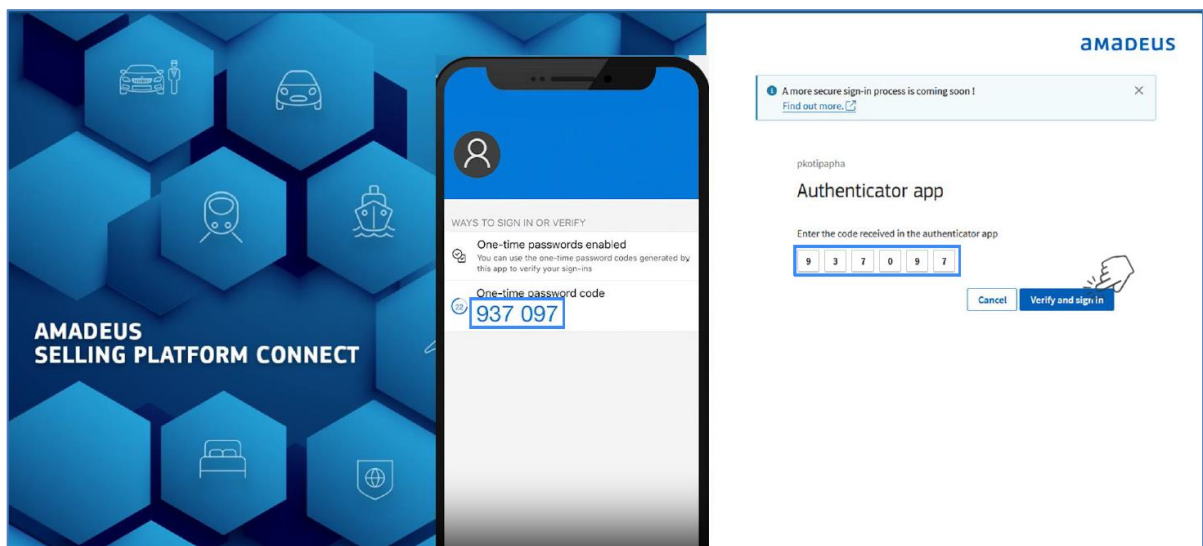 AMADEUS
SELLING PLATFORM CONNECT
WAYS TO SIGN IN OR VERIFY
One-time passwords enabled
You can use the one-time password codes generated by
this app to verify your sign-ins
One-time password code
22
937 097
amadeus
A more secure sign-in process is coming soon !
Find out more.
pkotipapha
Authenticator app
Enter the code received in the authenticator app
9 3 7 0 9 7
Cancel Verify and sign in